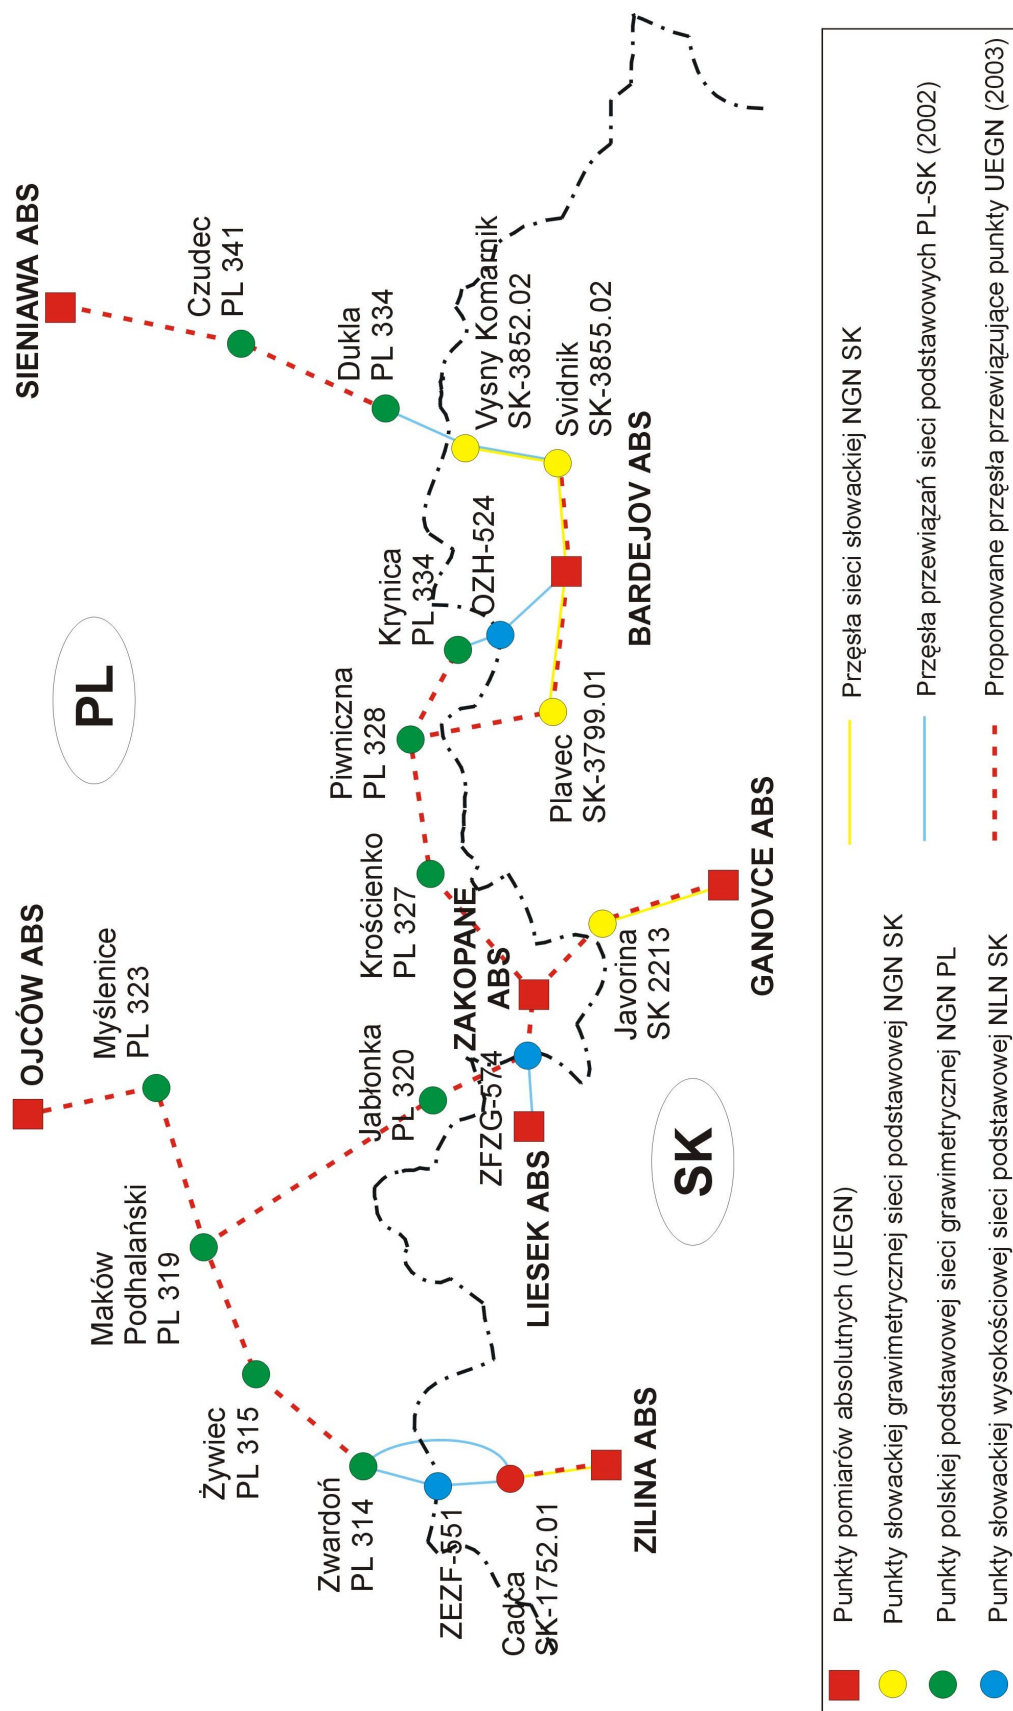 OJCÓW ABS
SIENIAWA ABS
PL
Myślenice
PL 323
Czudec
PL 341
Maków
Podhalański
PL 319
Żywiec
PL 315
Zwardoń
PL 314
Jabłonka
PL 320
Krościenko
PL 327
Piwniczna
PL 328
Krynica
PL 334
Dukla
PL 334
ZAKOPANE
ABS
OZH-524
Vysny Komarnik
SK-3852.02
ZEZF-551
ZFZG-574
Cadca
SK-1752.01
LIESEK ABS
Plavec
SK-3799.01
Svidnik
SK-3855.02
Javorina
SK 2213
ZILINA ABS
SK
GANOVCE ABS
BARDEJOV ABS
Punkty pomiarów absolutnych (UEGN)
Punkty słowackiej grawimetrycznej sieci podstawowej NGN SK
Punkty polskiej podstawowej sieci grawimetrycznej NGN PL
Punkty słowackiej wysokościowej sieci podstawowej NLN SK
Przęsła sieci słowackiej NGN SK
Przęsła przewiązań sieci podstawowych PL-SK (2002)
Proponowane przęsła przewiązujące punkty UEGN (2003)